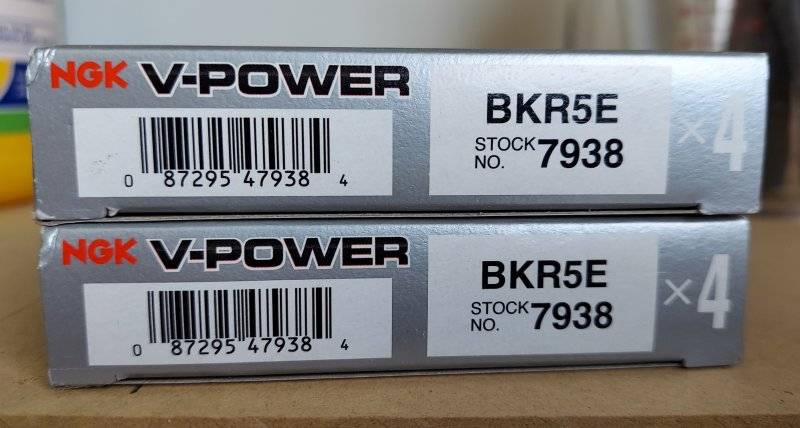 NGK V-POWER
BKR5E
STOCK NO. 7938
×4
0 87295 47938 4
NGK V-POWER
BKR5E
STOCK NO. 7938
×4
0 87295 47938 4